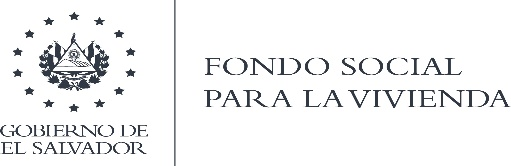 GOBIERNO DE
EL SALVADOR
FONDO SOCIAL
PARA LA VIVIENDA